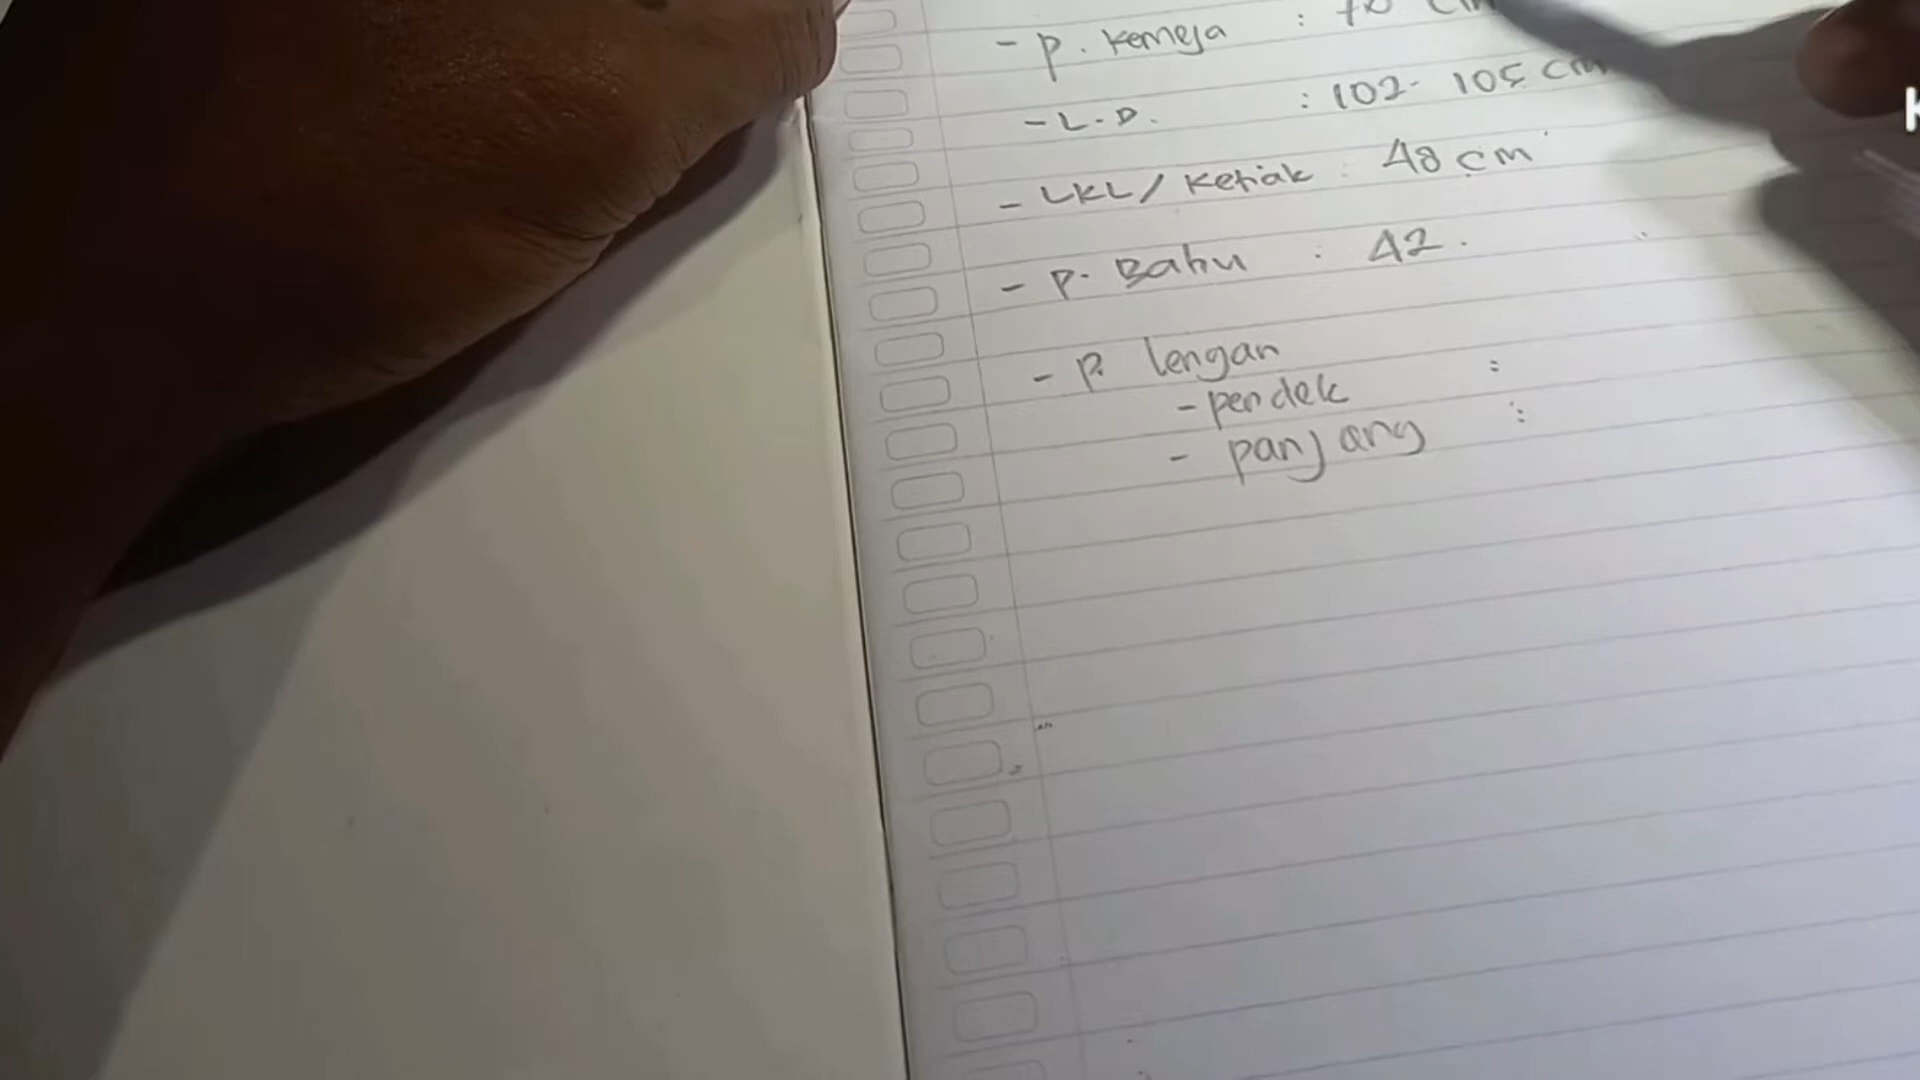 - P. Kemeja :
- L.D. : 102- 105 cm
- LKL/ Ketiak : 48 cm
- P. Bahu : 42.
- P. lengan
- pendek :
- panjang :